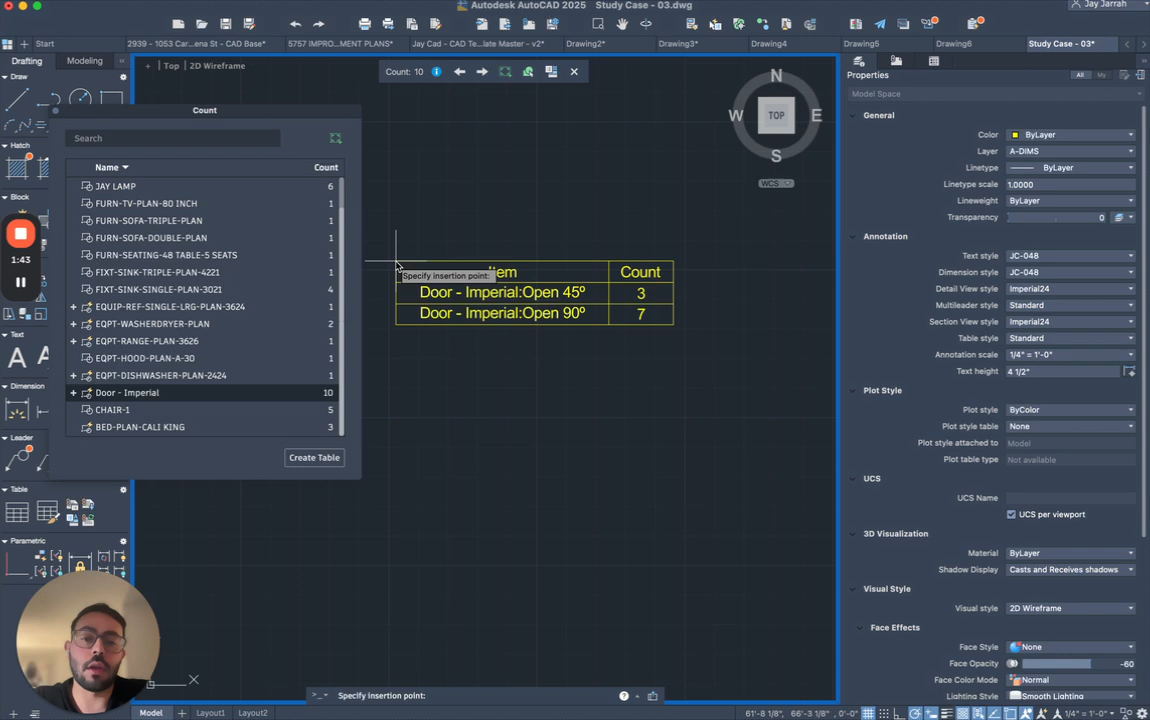 Autodesk AutoCAD 2025 Study Case - 03.dwg
Jay Jarrah
Start
2939 - 1053 Car...ena St - CAD Base*
5757 IMPRO...MENT PLANS*
Jay Cad - CAD Te...late Master - v2*
Drawing2*
Drawing3*
Drawing4
Drawing5
Drawing6
Study Case - 03*
Drafting
Modeling
Top
2D Wireframe
Count: 10
Properties
All
My
Draw
Hatch
Block
1:43
Text
Dimension
Leader
Table
Parametric
Count
Search
Name
Count
JAY LAMP 6
FURN-TV-PLAN-80 INCH 1
FURN-SOFA-TRIPLE-PLAN 1
FURN-SOFA-DOUBLE-PLAN 1
FURN-SEATING-48 TABLE-5 SEATS 1
FIXT-SINK-TRIPLE-PLAN-4221 1
FIXT-SINK-SINGLE-PLAN-3021 4
EQUIP-REF-SINGLE-LRG-PLAN-3624 1
EQPT-WASHERDRYER-PLAN 2
EQPT-RANGE-PLAN-3626 1
EQPT-HOOD-PLAN-A-30 1
EQPT-DISHWASHER-PLAN-2424 1
Door - Imperial 10
CHAIR-1 5
BED-PLAN-CALI KING 3
Create Table
N
W
TOP
E
S
WCS
Item Count
Specify insertion point:
Door - Imperial:Open 45º 3
Door - Imperial:Open 90º 7
Model Space
General
Color ByLayer
Layer A-DIMS
Linetype ByLayer
Linetype scale 1.0000
Lineweight ByLayer
Transparency 0
Annotation
Text style JC-048
Dimension style JC-048
Detail View style Imperial24
Multileader style Standard
Section View style Imperial24
Table style Standard
Annotation scale 1/4" = 1'-0"
Text height 4 1/2"
Plot Style
Plot style ByColor
Plot style table None
Plot style attached to Model
Plot table type Not available
UCS
UCS Name
UCS per viewport
3D Visualization
Material ByLayer
Shadow Display Casts and Receives shadows
Visual Style
Visual style 2D Wireframe
Face Effects
Face Style None
Face Opacity -60
Face Color Mode Normal
Lighting Style Smooth Lighting
X
Specify insertion point:
Model
Layout1
Layout2
61'-8 1/8", 66'-3 1/8", 0'-0"
1/4" = 1'-0"